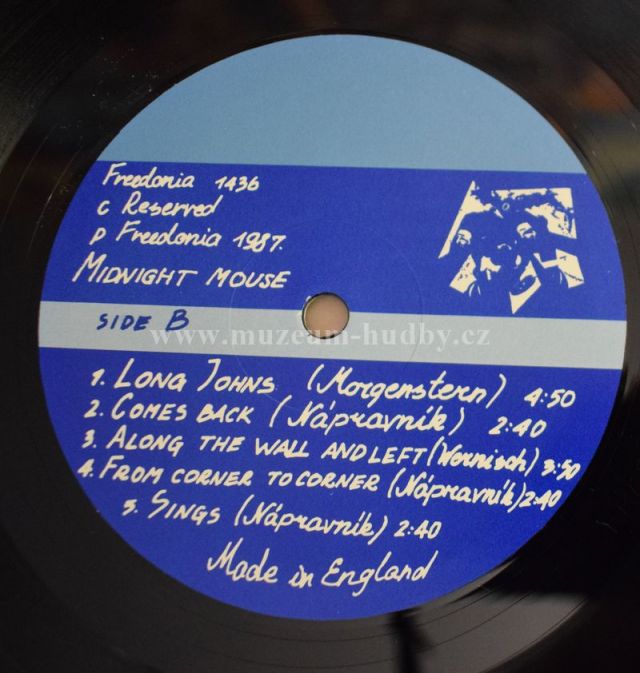 Freedonia 1436
c Reserved
p Freedonia 1987.
MIDNIGHT MOUSE
SIDE B
www.muzeum-hudby.cz
1. LONG JOHNS (Morgenstern) 4:50
2. COMES BACK (Nápravník) 2:40
3. ALONG THE WALL AND LEFT (Wernisch) 3:50
4. FROM CORNER TO CORNER (Nápravník) 2:40
5. SINGS (Nápravník) 2:40
Made in England